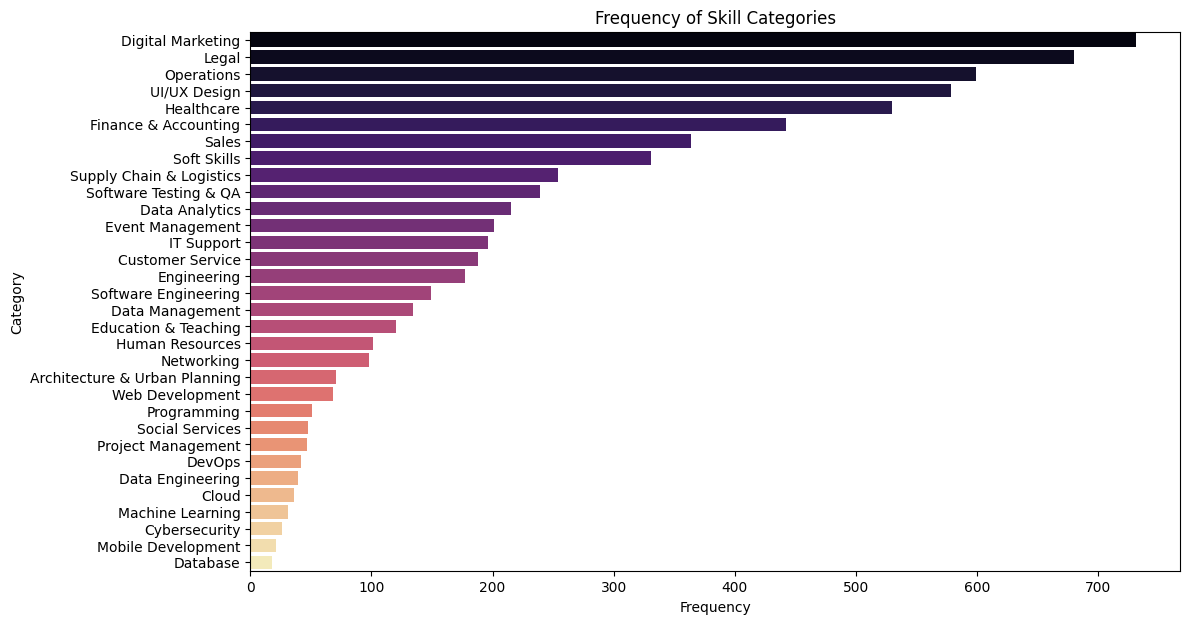 Frequency of Skill Categories
Category
Digital Marketing
Legal
Operations
UI/UX Design
Healthcare
Finance & Accounting
Sales
Soft Skills
Supply Chain & Logistics
Software Testing & QA
Data Analytics
Event Management
IT Support
Customer Service
Engineering
Software Engineering
Data Management
Education & Teaching
Human Resources
Networking
Architecture & Urban Planning
Web Development
Programming
Social Services
Project Management
DevOps
Data Engineering
Cloud
Machine Learning
Cybersecurity
Mobile Development
Database
0 100 200 300 400 500 600 700
Frequency